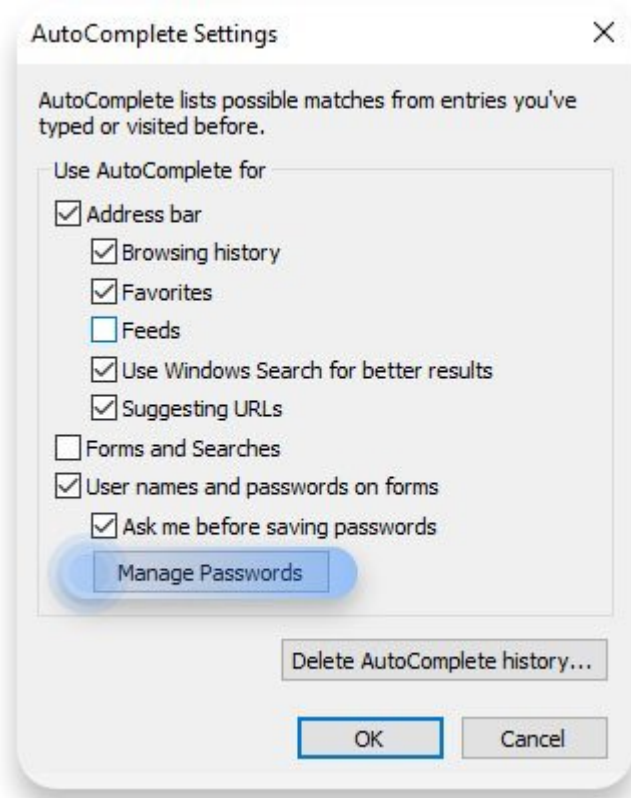 AutoComplete Settings
AutoComplete lists possible matches from entries you've
typed or visited before.
Use AutoComplete for
Address bar
Browsing history
Favorites
Feeds
Use Windows Search for better results
Suggesting URLs
Forms and Searches
User names and passwords on forms
Ask me before saving passwords
Manage Passwords
Delete AutoComplete history...
OK Cancel